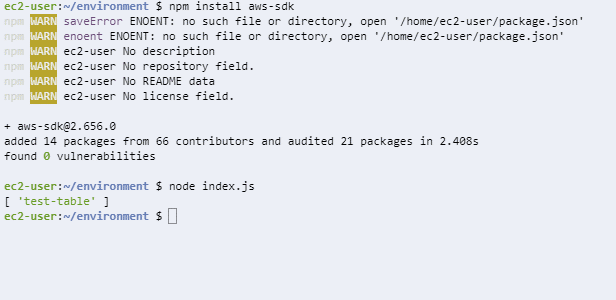 ec2-user:~/environment $ npm install aws-sdk
npm WARN saveError ENOENT: no such file or directory, open '/home/ec2-user/package.json'
npm WARN enoent ENOENT: no such file or directory, open '/home/ec2-user/package.json'
npm WARN ec2-user No description
npm WARN ec2-user No repository field.
npm WARN ec2-user No README data
npm WARN ec2-user No license field.
+ aws-sdk@2.656.0
added 14 packages from 66 contributors and audited 21 packages in 2.408s
found 0 vulnerabilities
ec2-user:~/environment $ node index.js
[ 'test-table' ]
ec2-user:~/environment $